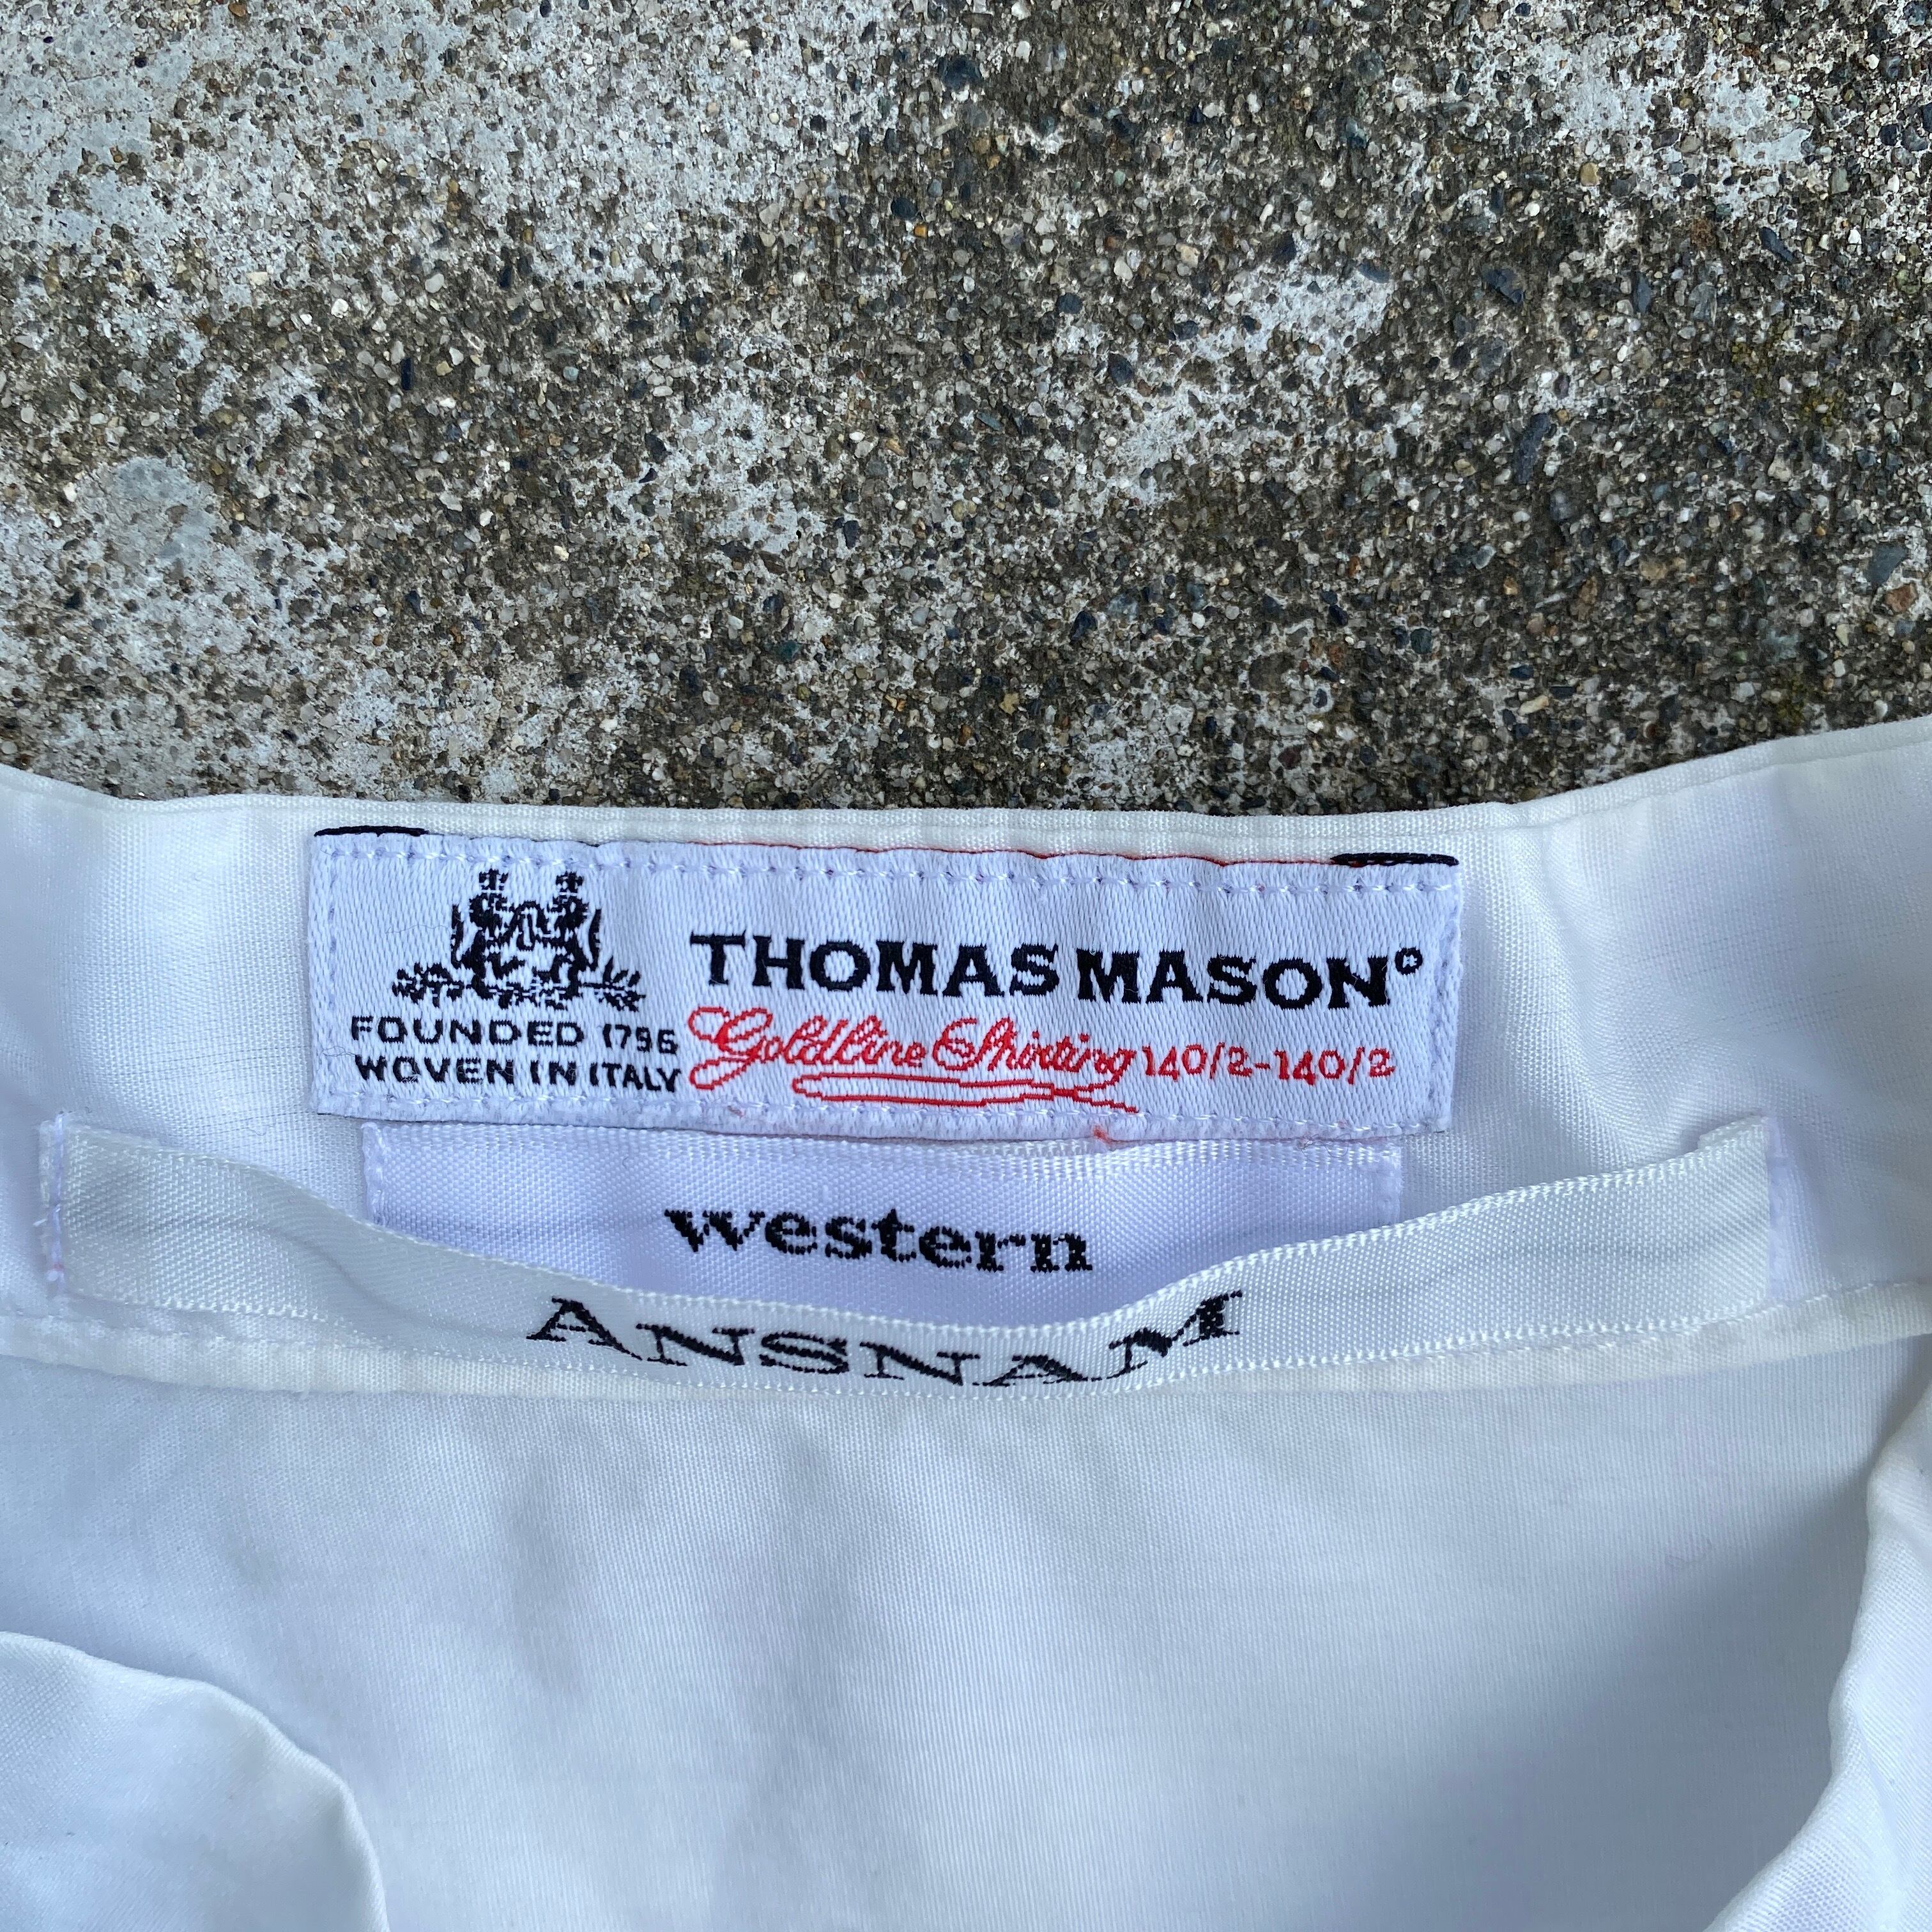 THOMAS MASON
FOUNDED 1796
WOVEN IN ITALY
Goldline Shirting 140/2-140/2
western
ANSNAM